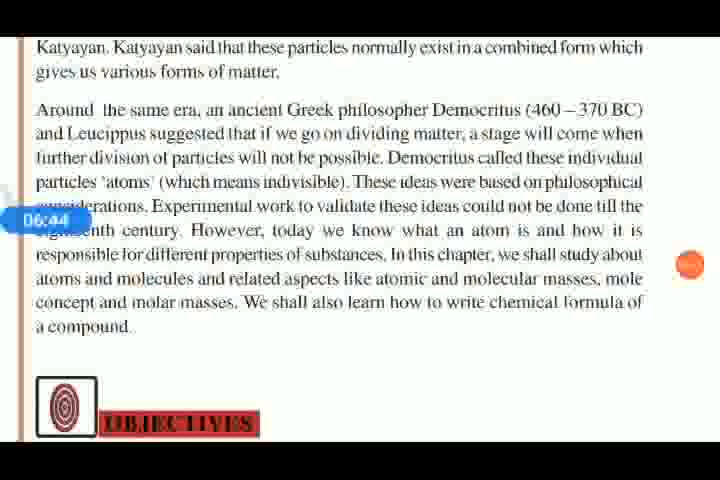 Katyayan. Katyayan said that these particles normally exist in a combined form which
gives us various forms of matter.
Around the same era, an ancient Greek philosopher Democritus (460 – 370 BC)
and Leucippus suggested that if we go on dividing matter, a stage will come when
further division of particles will not be possible. Democritus called these individual
particles 'atoms' (which means indivisible). These ideas were based on philosophical
considerations. Experimental work to validate these ideas could not be done till the
06:44
eighteenth century. However, today we know what an atom is and how it is
responsible for different properties of substances. In this chapter, we shall study about
atoms and molecules and related aspects like atomic and molecular masses, mole
concept and molar masses. We shall also learn how to write chemical formula of
a compound.
OBJECTIVES